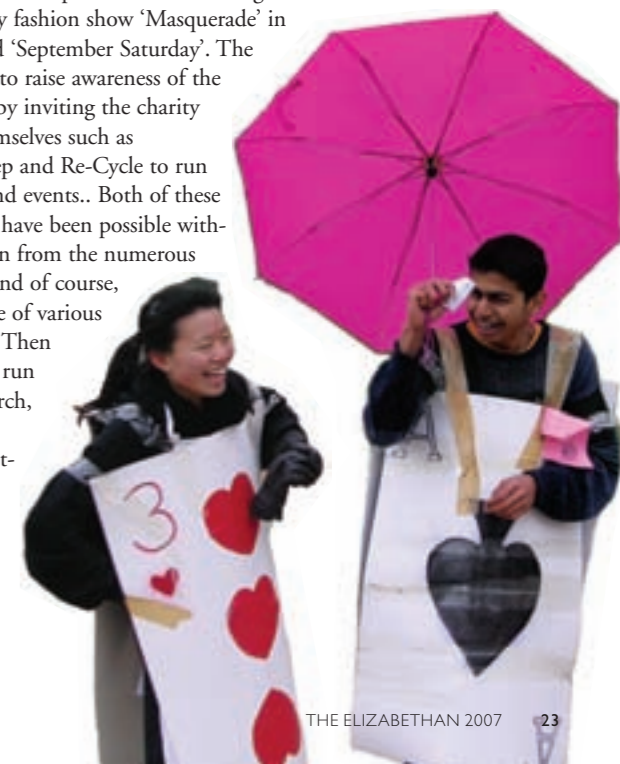 y fashion show ‘Masquerade’ in
‘September Saturday’. The
to raise awareness of the
by inviting the charity
mselves such as
ep and Re-Cycle to run
nd events.. Both of these
have been possible with-
n from the numerous
nd of course,
e of various
Then
run
rch,
t-
3
A
THE ELIZABETHAN 2007 23
A